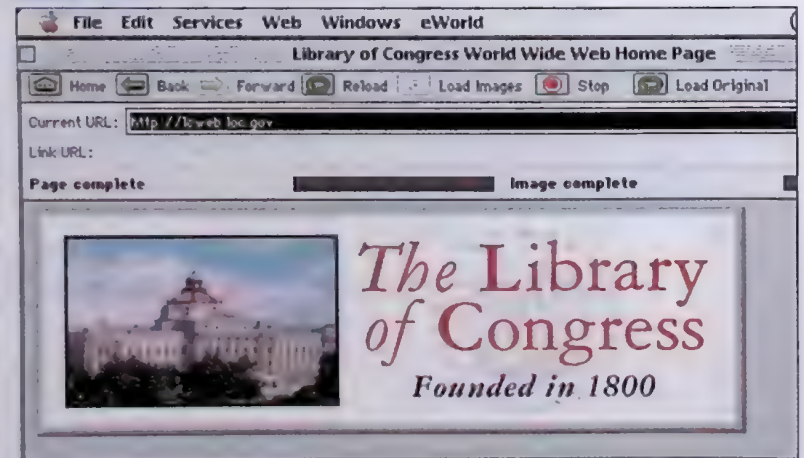 File Edit Services Web Windows eWorld
Library of Congress World Wide Web Home Page
Home Back Forward Reload Load Images Stop Load Original
Current URL: http://lcweb.loc.gov
Link URL:
Page complete Image complete
The Library
of Congress
Founded in 1800